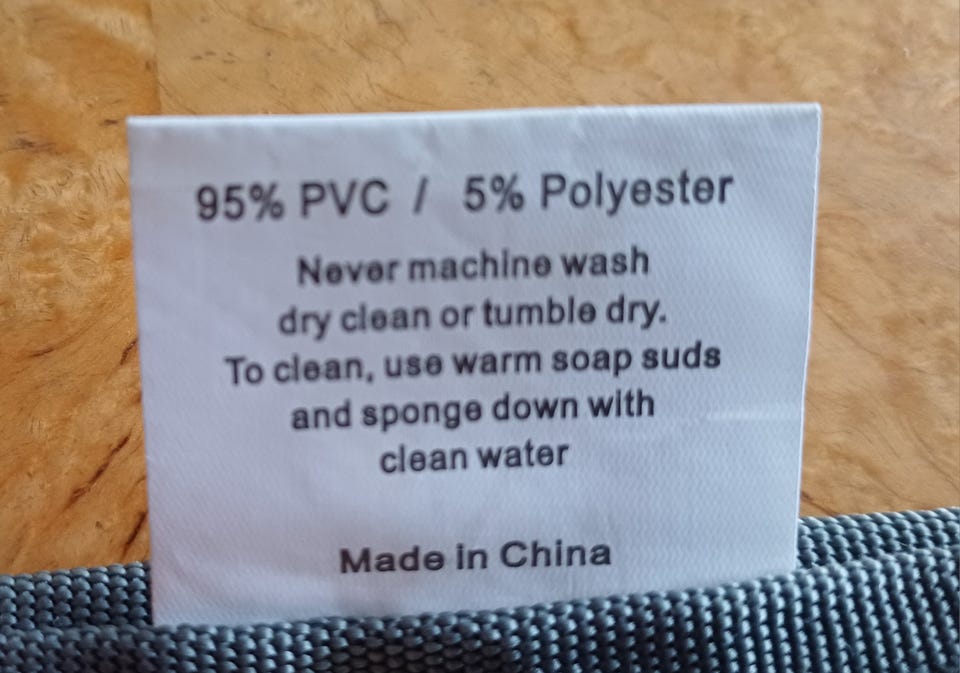 95% PVC / 5% Polyester
Never machine wash
dry clean or tumble dry.
To clean, use warm soap suds
and sponge down with
clean water
Made in China